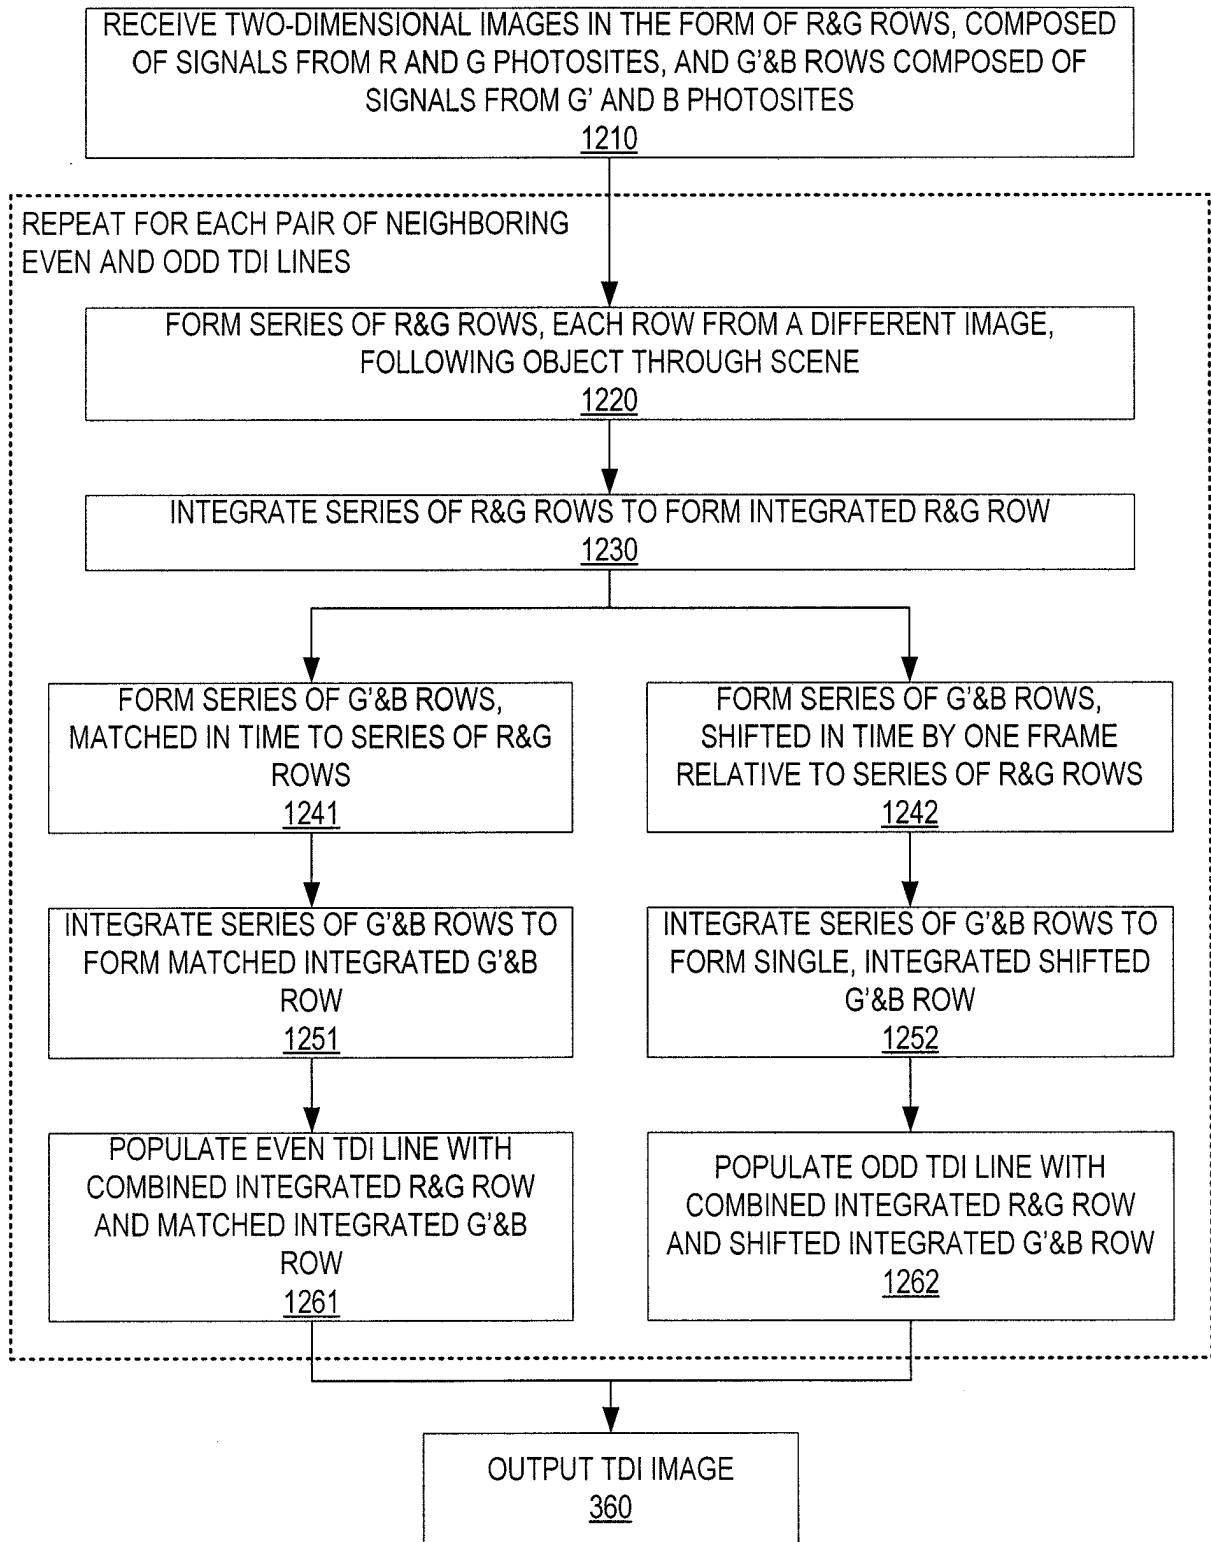 RECEIVE TWO-DIMENSIONAL IMAGES IN THE FORM OF R&G ROWS, COMPOSED
OF SIGNALS FROM R AND G PHOTOSITES, AND G'&B ROWS COMPOSED OF
SIGNALS FROM G' AND B PHOTOSITES
1210
REPEAT FOR EACH PAIR OF NEIGHBORING
EVEN AND ODD TDI LINES
FORM SERIES OF R&G ROWS, EACH ROW FROM A DIFFERENT IMAGE,
FOLLOWING OBJECT THROUGH SCENE
1220
INTEGRATE SERIES OF R&G ROWS TO FORM INTEGRATED R&G ROW
1230
FORM SERIES OF G'&B ROWS,
MATCHED IN TIME TO SERIES OF R&G
ROWS
1241
FORM SERIES OF G'&B ROWS,
SHIFTED IN TIME BY ONE FRAME
RELATIVE TO SERIES OF R&G ROWS
1242
INTEGRATE SERIES OF G'&B ROWS TO
FORM MATCHED INTEGRATED G'&B
ROW
1251
INTEGRATE SERIES OF G'&B ROWS TO
FORM SINGLE, INTEGRATED SHIFTED
G'&B ROW
1252
POPULATE EVEN TDI LINE WITH
COMBINED INTEGRATED R&G ROW
AND MATCHED INTEGRATED G'&B
ROW
1261
POPULATE ODD TDI LINE WITH
COMBINED INTEGRATED R&G ROW
AND SHIFTED INTEGRATED G'&B ROW
1262
OUTPUT TDI IMAGE
360